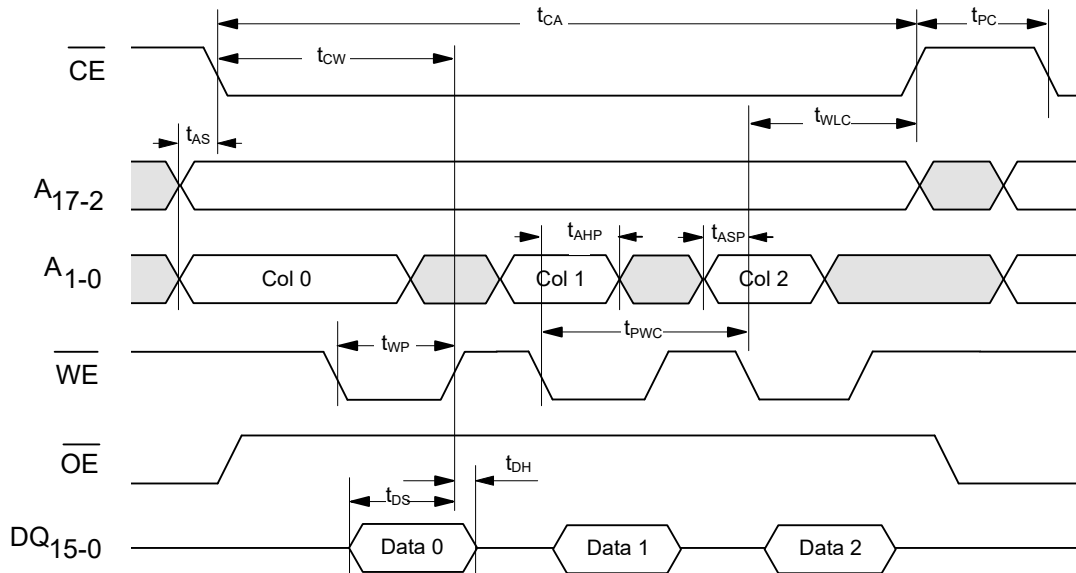 tCA
tPC
CE
tCW
tWLC
tAS
A17-2
tAHP
tASP
A1-0
Col 0
Col 1
Col 2
tPWC
tWP
WE
OE
tDH
tDS
DQ15-0
Data 0
Data 1
Data 2